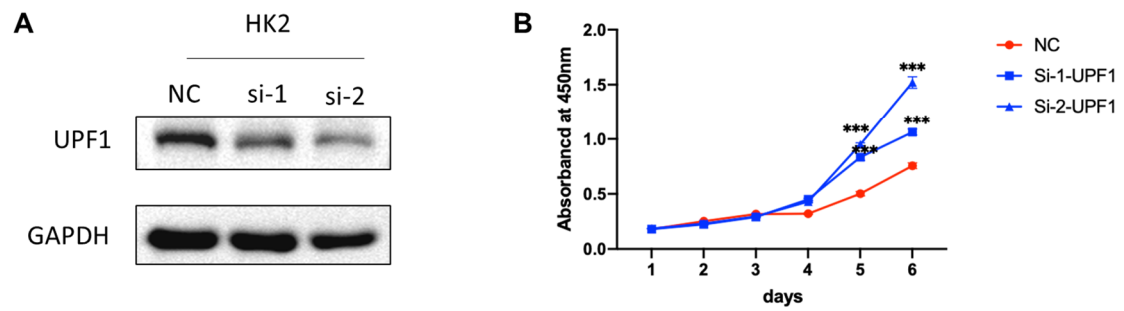 A
HK2
NC si-1 si-2
UPF1
GAPDH
B
Absorbancd at 450nm
2.0
1.5
1.0
0.5
0.0
1 2 3 4 5 6
days
***
***
***
***
NC
Si-1-UPF1
Si-2-UPF1